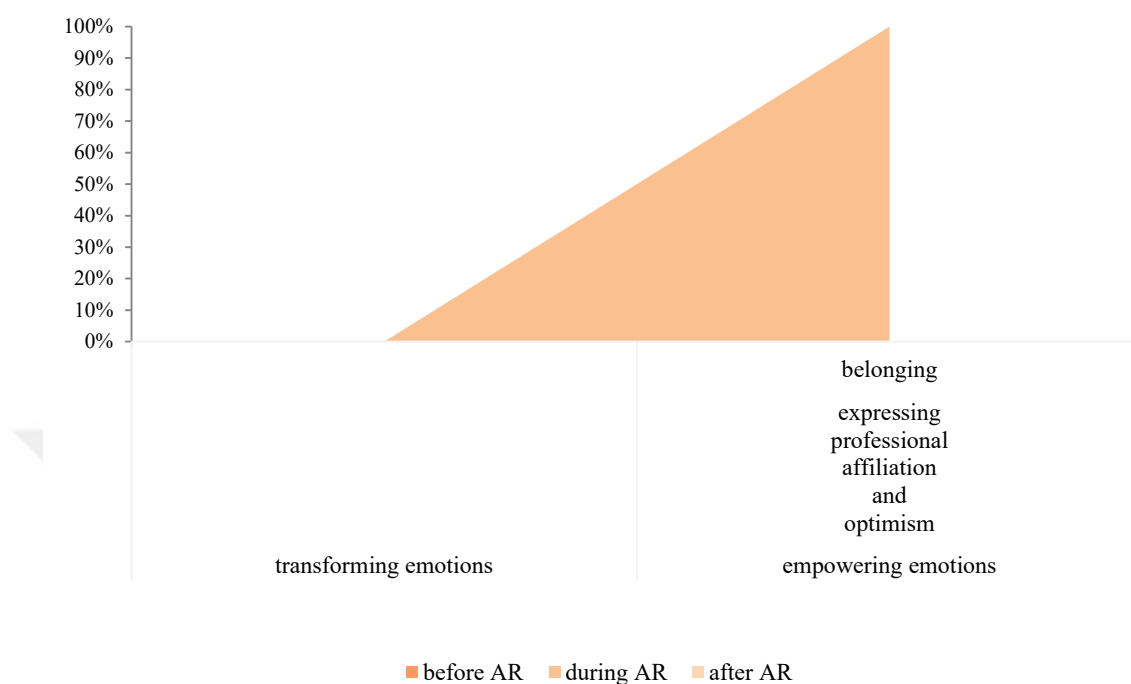 100%
90%
80%
70%
60%
50%
40%
30%
20%
10%
0%
belonging
expressing
professional
affiliation
and
optimism
transforming emotions
empowering emotions
before AR during AR after AR